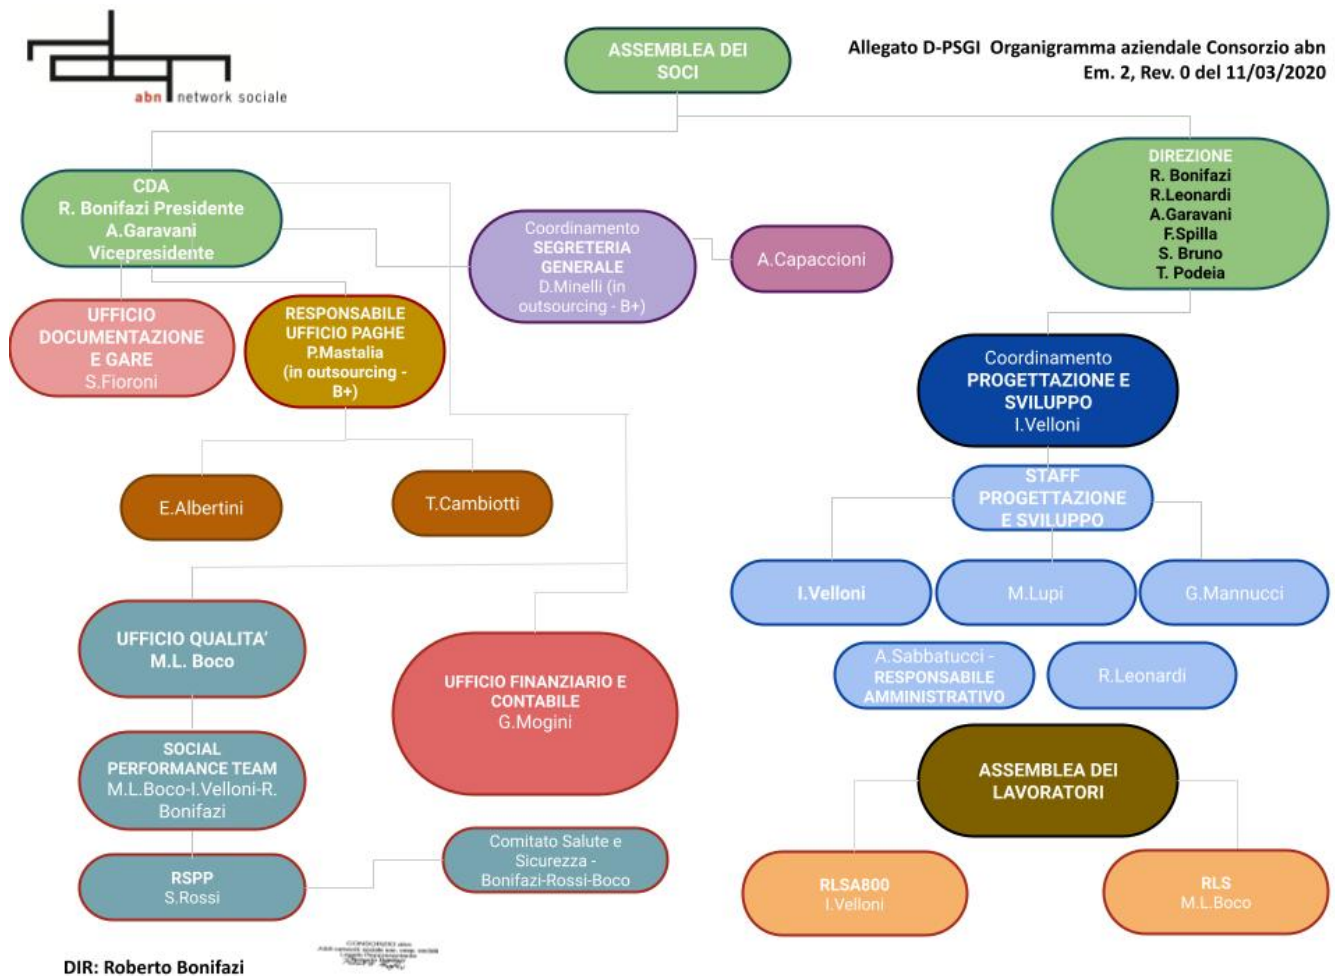 abn network sociale
Allegato D-PSGI Organigramma aziendale Consorzio abn
Em. 2, Rev. 0 del 11/03/2020
ASSEMBLEA DEI
SOCI
CDA
R. Bonifazi Presidente
A.Garavani
Vicepresidente
DIREZIONE
R. Bonifazi
R.Leonardi
A.Garavani
F.Spilla
S. Bruno
T. Podeia
Coordinamento
SEGRETERIA
GENERALE
D.Minelli (in
outsourcing - B+)
A.Capaccioni
UFFICIO
DOCUMENTAZIONE
E GARE
S.Fioroni
RESPONSABILE
UFFICIO PAGHE
P.Mastalia
(in outsourcing -
B+)
Coordinamento
PROGETTAZIONE E
SVILUPPO
I.Velloni
E.Albertini
T.Cambiotti
STAFF
PROGETTAZIONE
E SVILUPPO
I.Velloni
M.Lupi
G.Mannucci
A.Sabbatucci -
RESPONSABILE
AMMINISTRATIVO
R.Leonardi
UFFICIO QUALITA'
M.L. Boco
UFFICIO FINANZIARIO E
CONTABILE
G.Mogini
SOCIAL
PERFORMANCE TEAM
M.L.Boco-I.Velloni-R.
Bonifazi
ASSEMBLEA DEI
LAVORATORI
RSPP
S.Rossi
Comitato Salute e
Sicurezza -
Bonifazi-Rossi-Boco
RLSA800
I.Velloni
RLS
M.L.Boco
DIR: Roberto Bonifazi
CONSORZIO abn